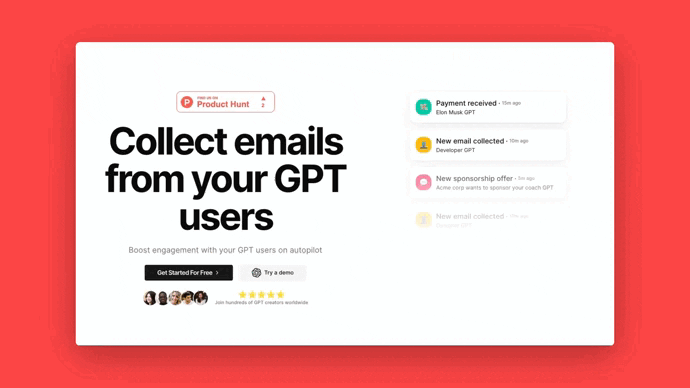 FIND US ON
Product Hunt
2
Collect emails
from your GPT
users
Boost engagement with your GPT users on autopilot
Get Started For Free
Try a demo
Join hundreds of GPT creators worldwide
Payment received • 15m ago
Elon Musk GPT
New email collected • 10m ago
Developer GPT
New sponsorship offer • 5m ago
Acme corp wants to sponsor your coach GPT
New email collected